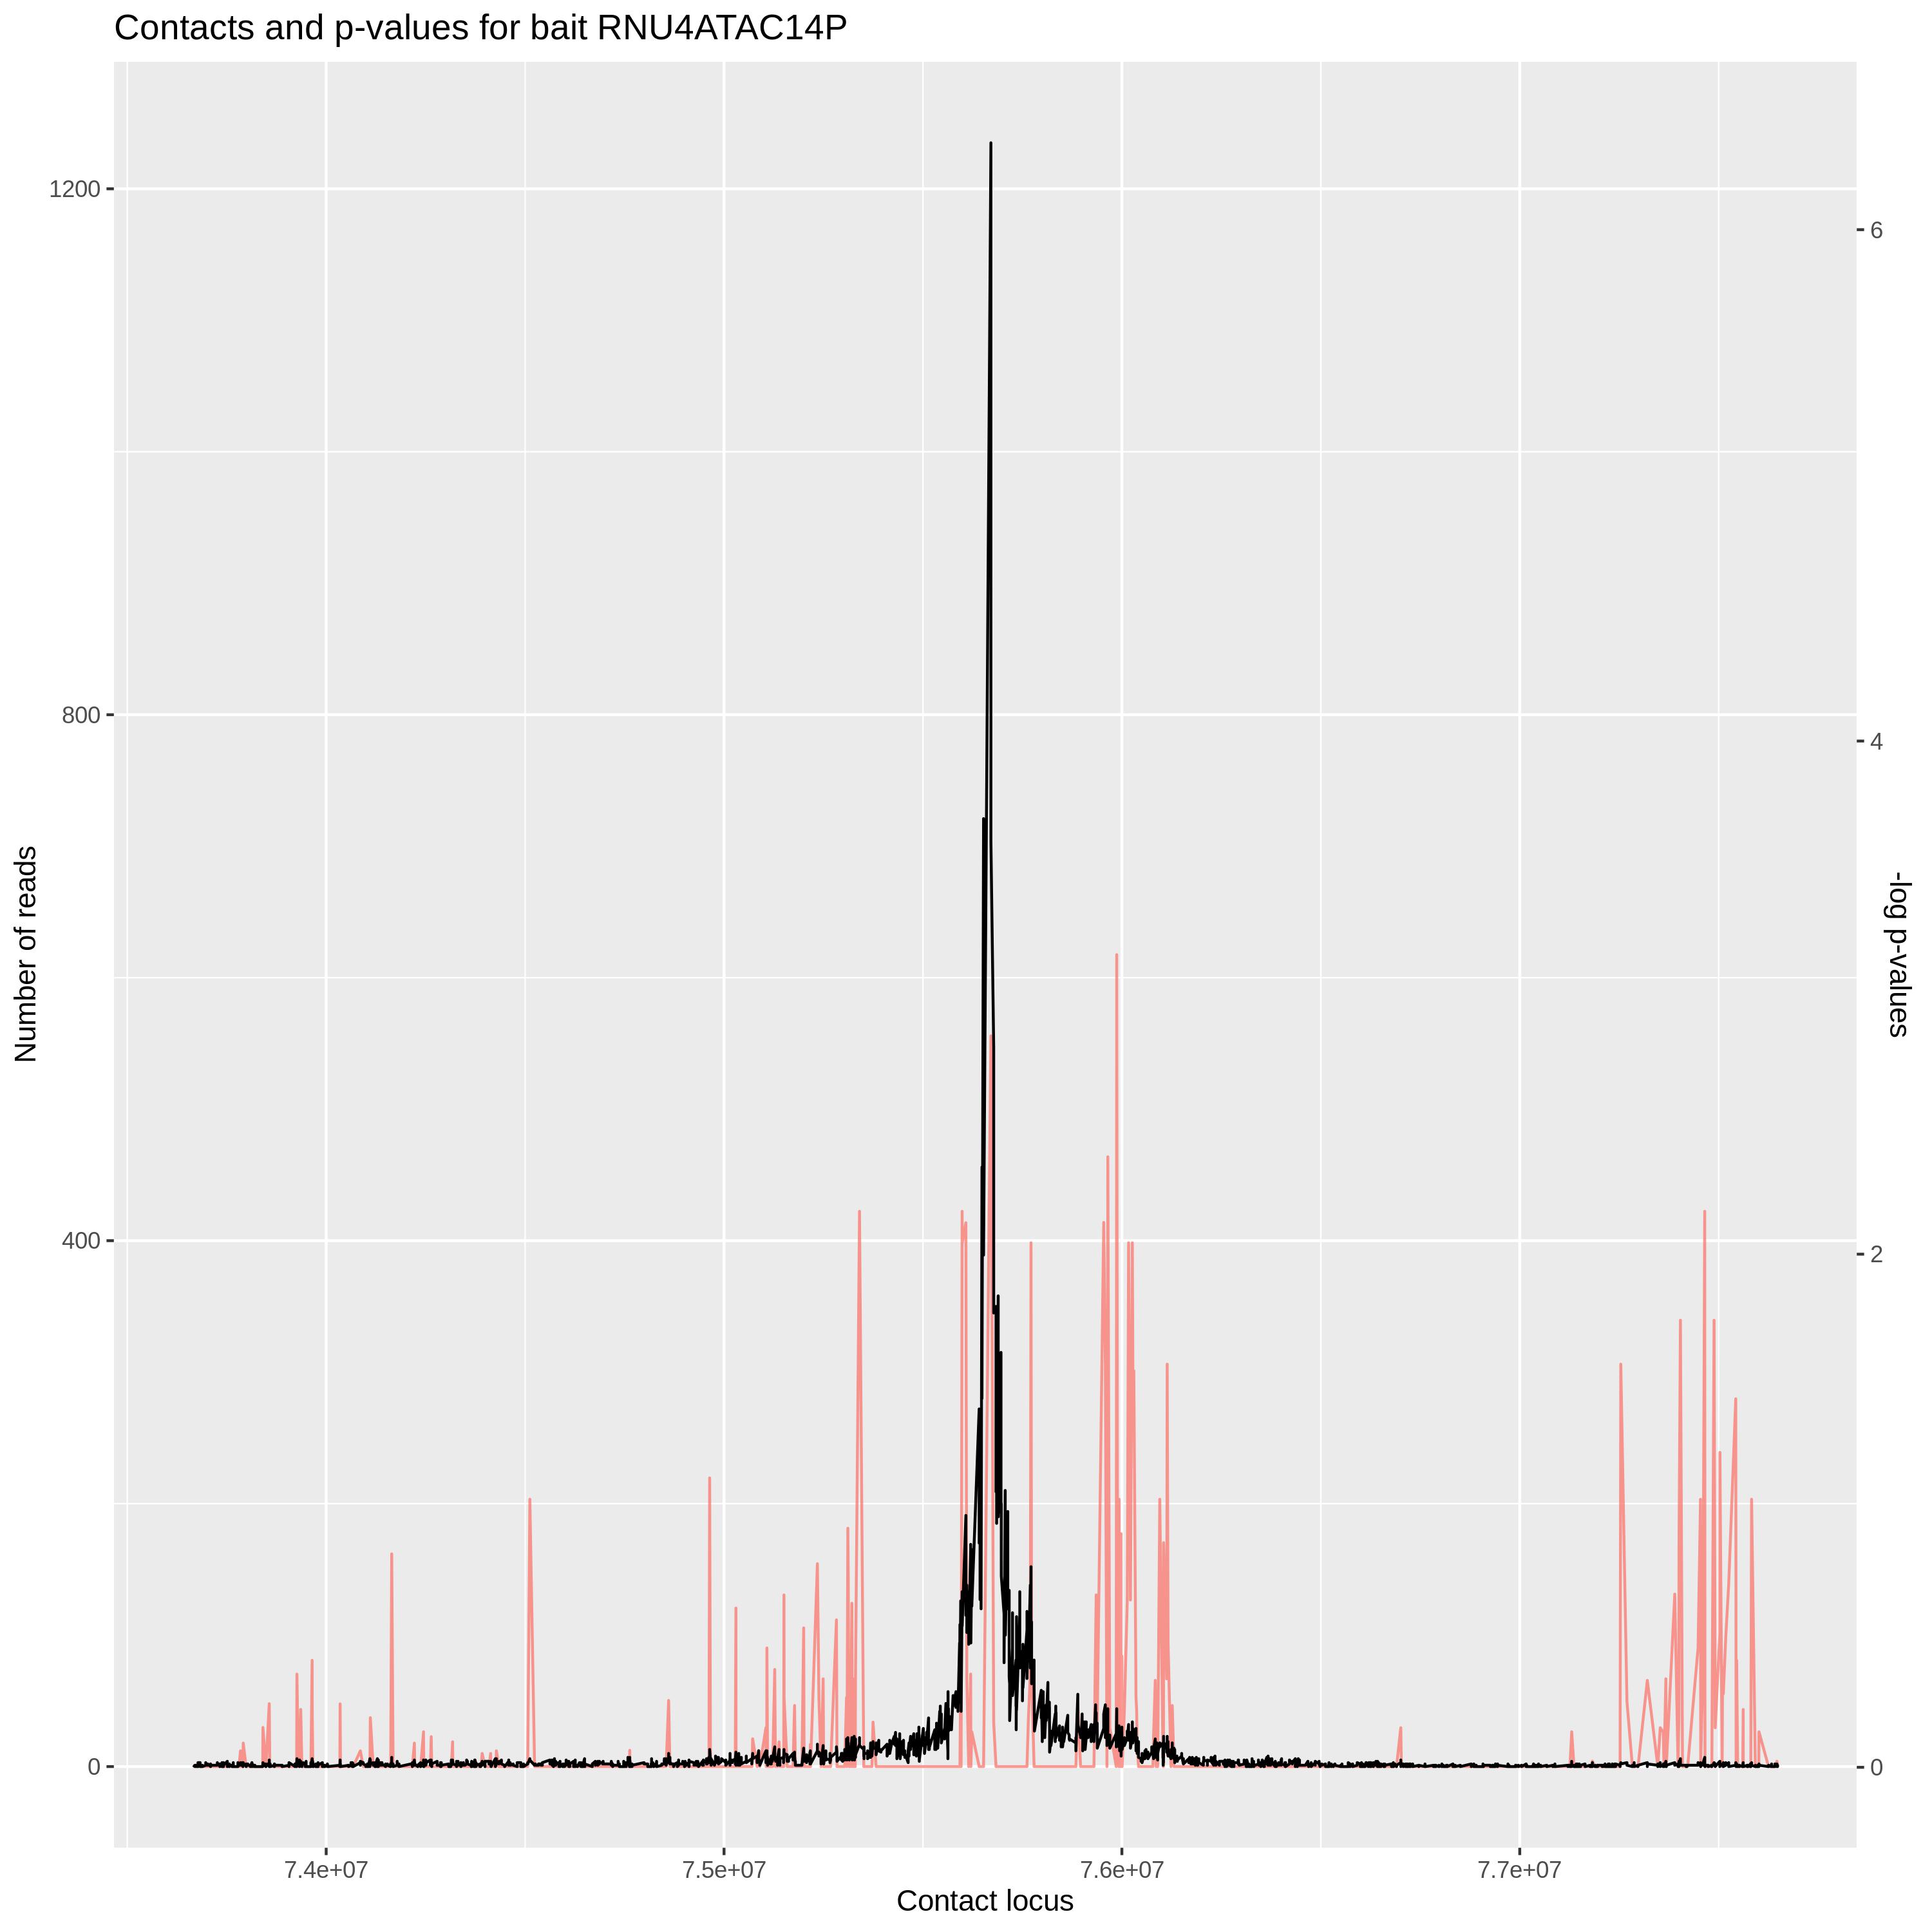 Contacts and p-values for bait RNU4ATAC14P
1200
800
400
0
6
4
2
0
Number of reads
-log p-values
7.4e+07
7.5e+07
7.6e+07
7.7e+07
Contact locus